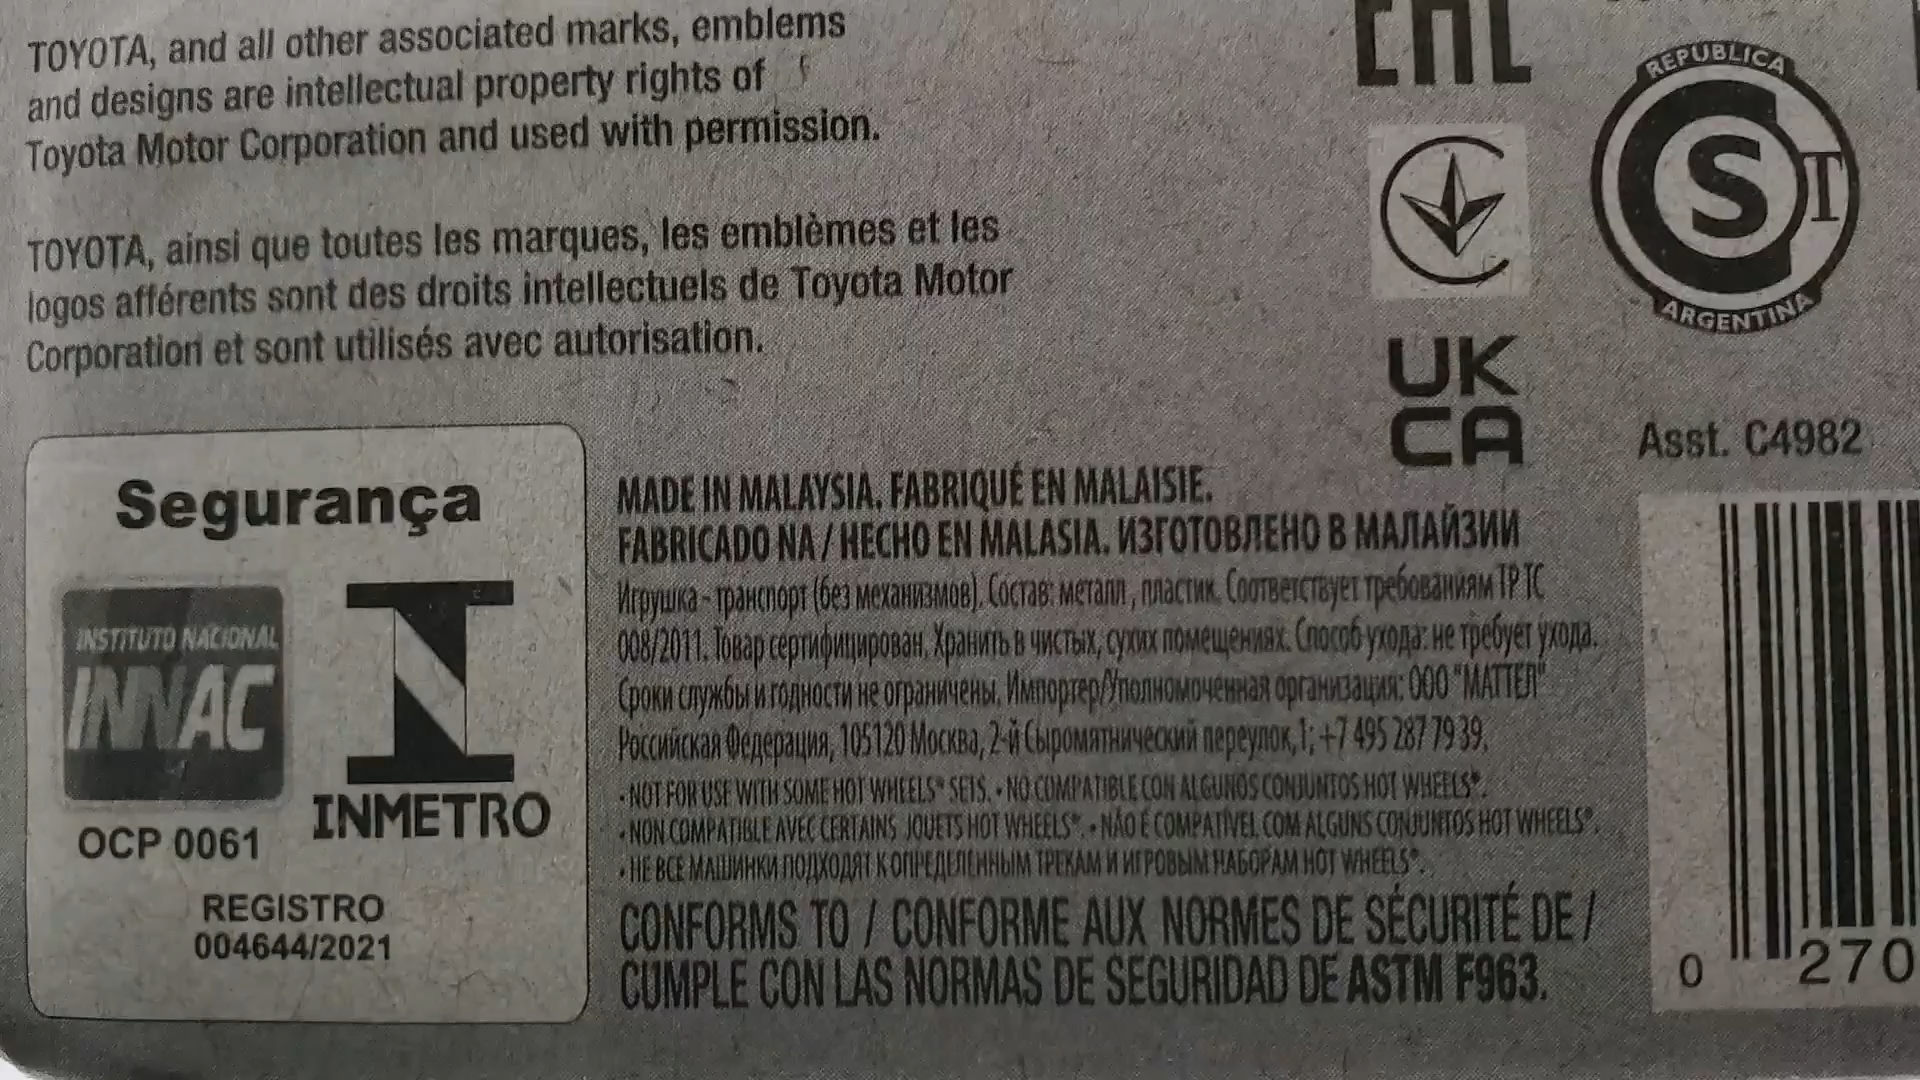 TOYOTA, and all other associated marks, emblems
and designs are intellectual property rights of
Toyota Motor Corporation and used with permission.
TOYOTA, ainsi que toutes les marques, les emblèmes et les
logos afférents sont des droits intellectuels de Toyota Motor
Corporation et sont utilisés avec autorisation.
EAC
REPUBLICA
S T
ARGENTINA
UK
CA
Asst. C4982
Segurança
INSTITUTO NACIONAL
INNAC
OCP 0061
INMETRO
REGISTRO
004644/2021
MADE IN MALAYSIA. FABRIQUÉ EN MALAISIE.
FABRICADO NA / HECHO EN MALASIA. ИЗГОТОВЛЕНО В МАЛАЙЗИИ
Игрушка - транспорт (без механизмов). Состав: металл, пластик. Соответствует требованиям ТР ТС
008/2011. Товар сертифицирован. Хранить в чистых, сухих помещениях. Способ ухода: не требует ухода.
Сроки службы и годности не ограничены. Импортер/Уполномоченная организация: ООО "МАТТЕЛ"
Российская Федерация, 105120 Москва, 2-й Сыромятнический переулок, 1; +7 495 287 79 39.
• NOT FOR USE WITH SOME HOT WHEELS® SETS. • NO COMPATIBLE CON ALGUNOS CONJUNTOS HOT WHEELS®.
• NON COMPATIBLE AVEC CERTAINS JOUETS HOT WHEELS®. • NÃO É COMPATÍVEL COM ALGUNS CONJUNTOS HOT WHEELS®.
• НЕ ВСЕ МАШИНКИ ПОДХОДЯТ К ОПРЕДЕЛЕННЫМ ТРЕКАМ И ИГРОВЫМ НАБОРАМ HOT WHEELS®.
CONFORMS TO / CONFORME AUX NORMES DE SÉCURITÉ DE /
CUMPLE CON LAS NORMAS DE SEGURIDAD DE ASTM F963.
0 270